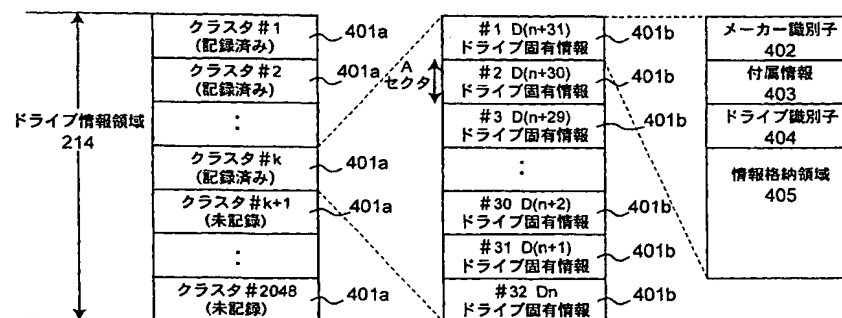 ドライブ情報領域
214
クラスタ#1
(記録済み)
401a
クラスタ#2
(記録済み)
401a
:
クラスタ#k
(記録済み)
401a
クラスタ#k+1
(未記録)
401a
:
クラスタ#2048
(未記録)
401a
A
セクタ
#1 D(n+31)
ドライブ固有情報
401b
#2 D(n+30)
ドライブ固有情報
401b
#3 D(n+29)
ドライブ固有情報
401b
:
#30 D(n+2)
ドライブ固有情報
401b
#31 D(n+1)
ドライブ固有情報
401b
#32 Dn
ドライブ固有情報
401b
メーカー識別子
402
付属情報
403
ドライブ識別子
404
情報格納領域
405